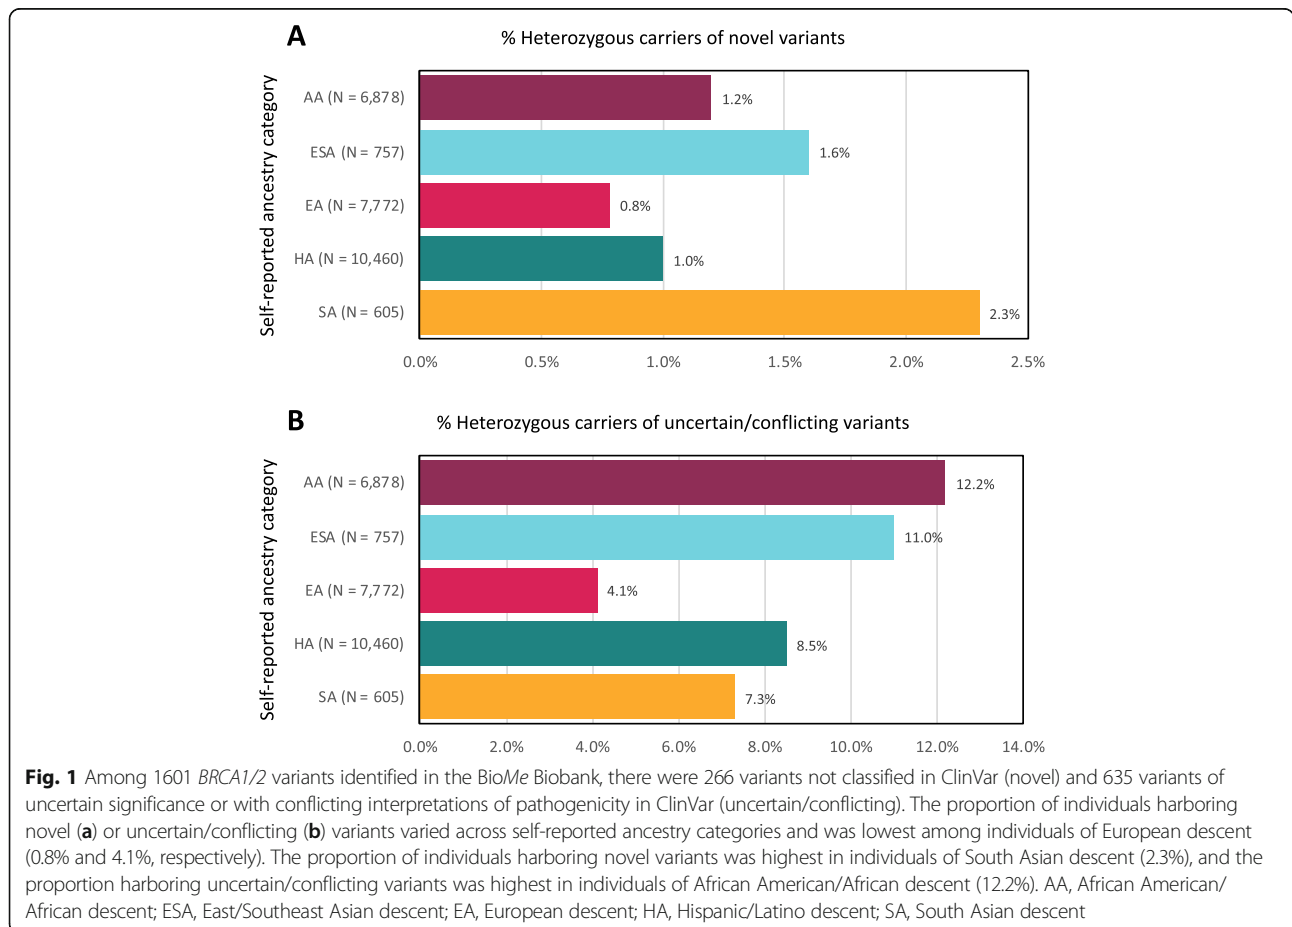 A
% Heterozygous carriers of novel variants
Self-reported ancestry category
AA (N = 6,878)
1.2%
ESA (N = 757)
1.6%
EA (N = 7,772)
0.8%
HA (N = 10,460)
1.0%
SA (N = 605)
2.3%
0.0% 0.5% 1.0% 1.5% 2.0% 2.5%
B
% Heterozygous carriers of uncertain/conflicting variants
Self-reported ancestry category
AA (N = 6,878)
12.2%
ESA (N = 757)
11.0%
EA (N = 7,772)
4.1%
HA (N = 10,460)
8.5%
SA (N = 605)
7.3%
0.0% 2.0% 4.0% 6.0% 8.0% 10.0% 12.0% 14.0%
Fig. 1 Among 1601 BRCA1/2 variants identified in the BioMe Biobank, there were 266 variants not classified in ClinVar (novel) and 635 variants of
uncertain significance or with conflicting interpretations of pathogenicity in ClinVar (uncertain/conflicting). The proportion of individuals harboring
novel (a) or uncertain/conflicting (b) variants varied across self-reported ancestry categories and was lowest among individuals of European descent
(0.8% and 4.1%, respectively). The proportion of individuals harboring novel variants was highest in individuals of South Asian descent (2.3%), and the
proportion harboring uncertain/conflicting variants was highest in individuals of African American/African descent (12.2%). AA, African American/
African descent; ESA, East/Southeast Asian descent; EA, European descent; HA, Hispanic/Latino descent; SA, South Asian descent